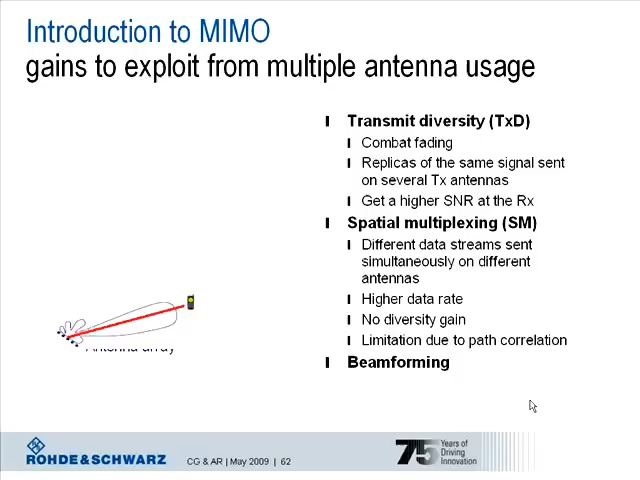 Introduction to MIMO
gains to exploit from multiple antenna usage
Transmit diversity (TxD)
Combat fading
Replicas of the same signal sent
on several Tx antennas
Get a higher SNR at the Rx
Spatial multiplexing (SM)
Different data streams sent
simultaneously on different
antennas
Higher data rate
No diversity gain
Limitation due to path correlation
Beamforming
Antenna array
ROHDE&SCHWARZ
CG & AR | May 2009 | 62
75 Years of
Driving
Innovation